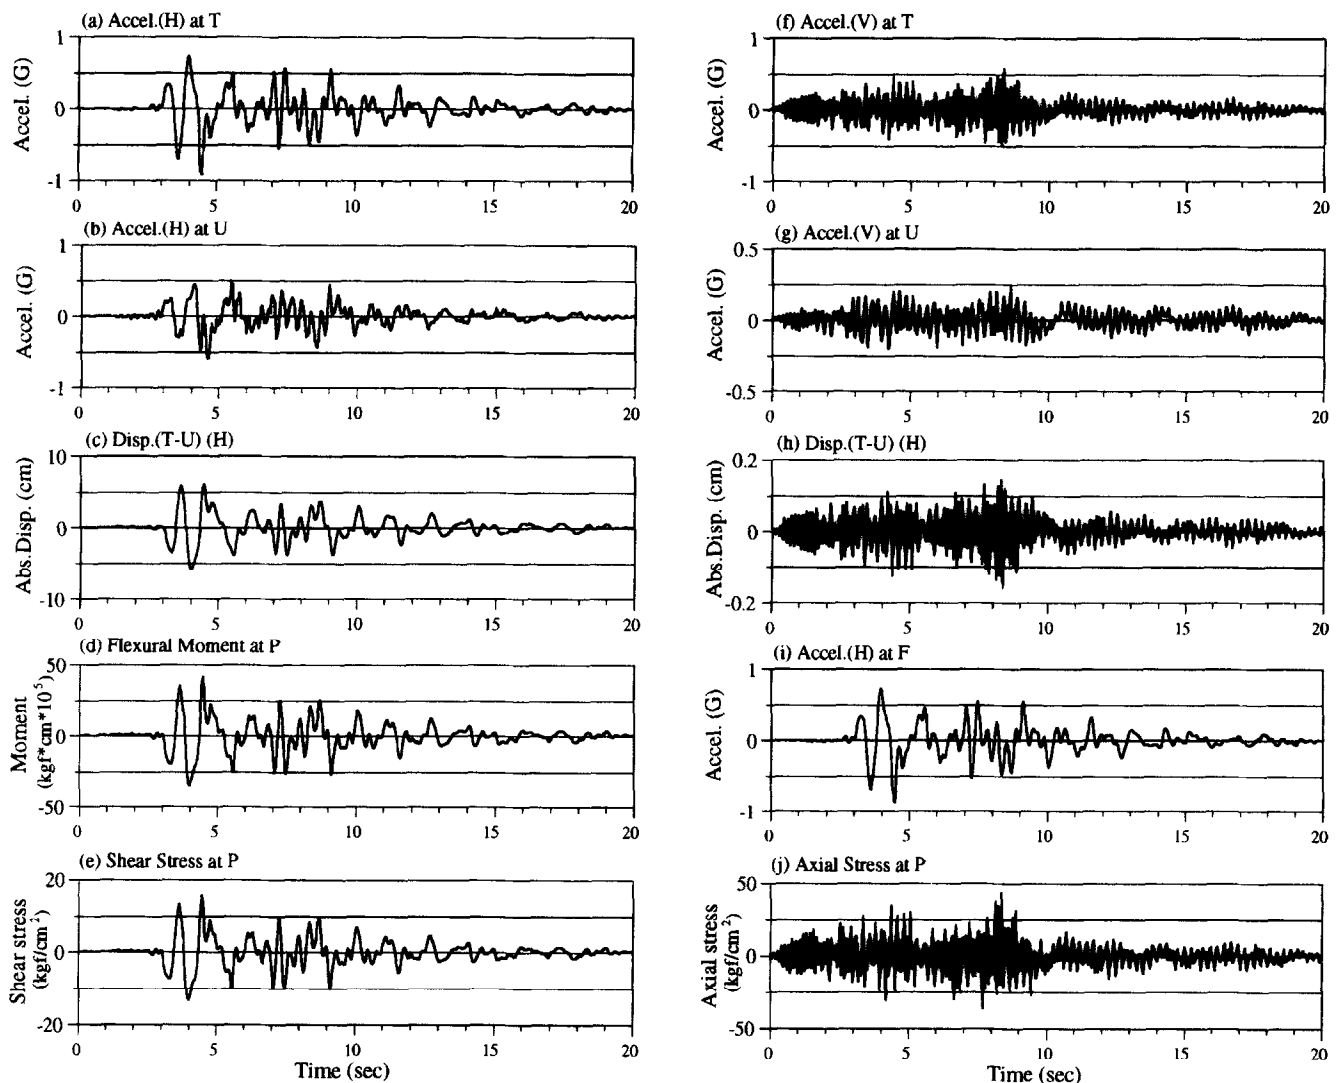 (a) Accel.(H) at T
Accel. (G)
1
0
-1
0 5 10 15 20
(b) Accel.(H) at U
Accel. (G)
1
0
-1
0 5 10 15 20
(c) Disp.(T-U) (H)
Abs.Disp. (cm)
10
0
-10
0 5 10 15 20
(d) Flexural Moment at P
Moment
(kgf*cm*10^5)
50
0
-50
0 5 10 15 20
(e) Shear Stress at P
Shear stress
(kgf/cm^2)
20
0
-20
0 5 10 15 20
Time (sec)
(f) Accel.(V) at T
Accel. (G)
1
0
-1
0 5 10 15 20
(g) Accel.(V) at U
Accel. (G)
0.5
0
-0.5
0 5 10 15 20
(h) Disp.(T-U) (H)
Abs.Disp. (cm)
0.2
0
-0.2
0 5 10 15 20
(i) Accel.(H) at F
Accel. (G)
1
0
1
0 5 10 15 20
(j) Axial Stress at P
Axial stress
(kgf/cm^2)
50
0
-50
0 5 10 15 20
Time (sec)